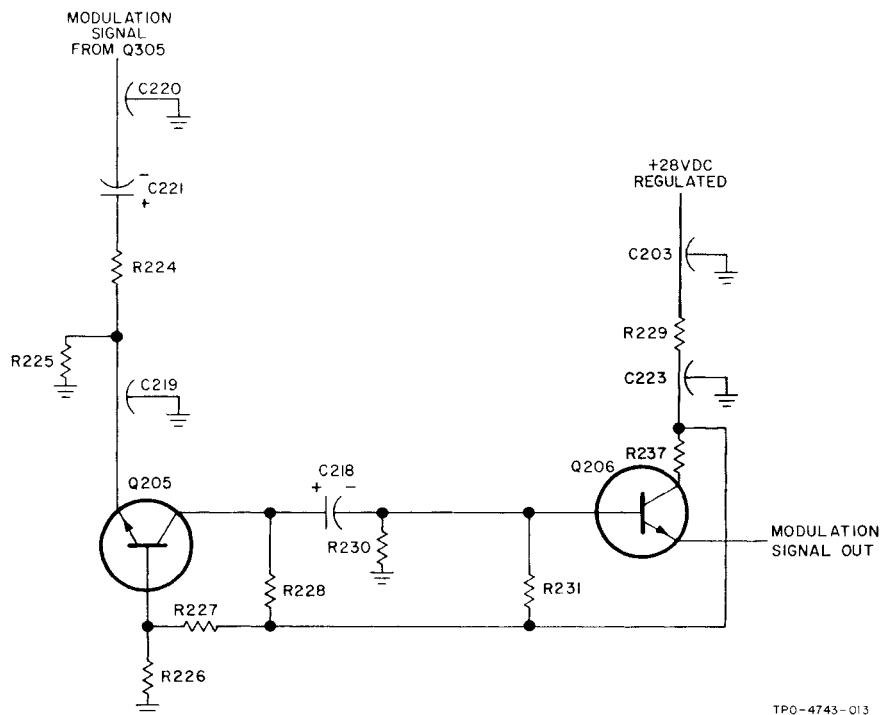 MODULATION
SIGNAL
FROM Q305
C220
-
C221
+
R224
R225
C219
Q205
+28VDC
REGULATED
C203
R229
C223
R237
Q206
C218
+ -
R230
MODULATION
SIGNAL OUT
R228
R231
R227
R226
TPO-4743-013